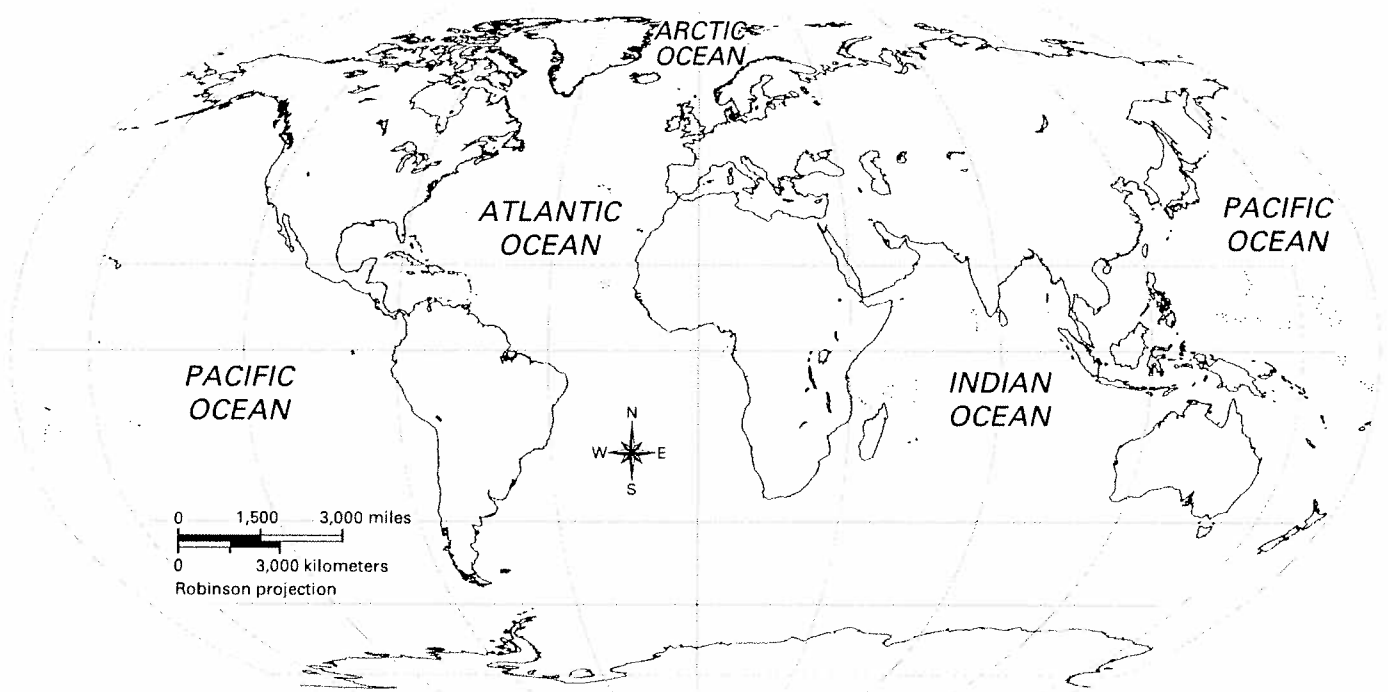 ARCTIC
OCEAN
ATLANTIC
OCEAN
PACIFIC
OCEAN
PACIFIC
OCEAN
INDIAN
OCEAN
N
W E
S
0 1,500 3,000 miles
0 3,000 kilometers
Robinson projection